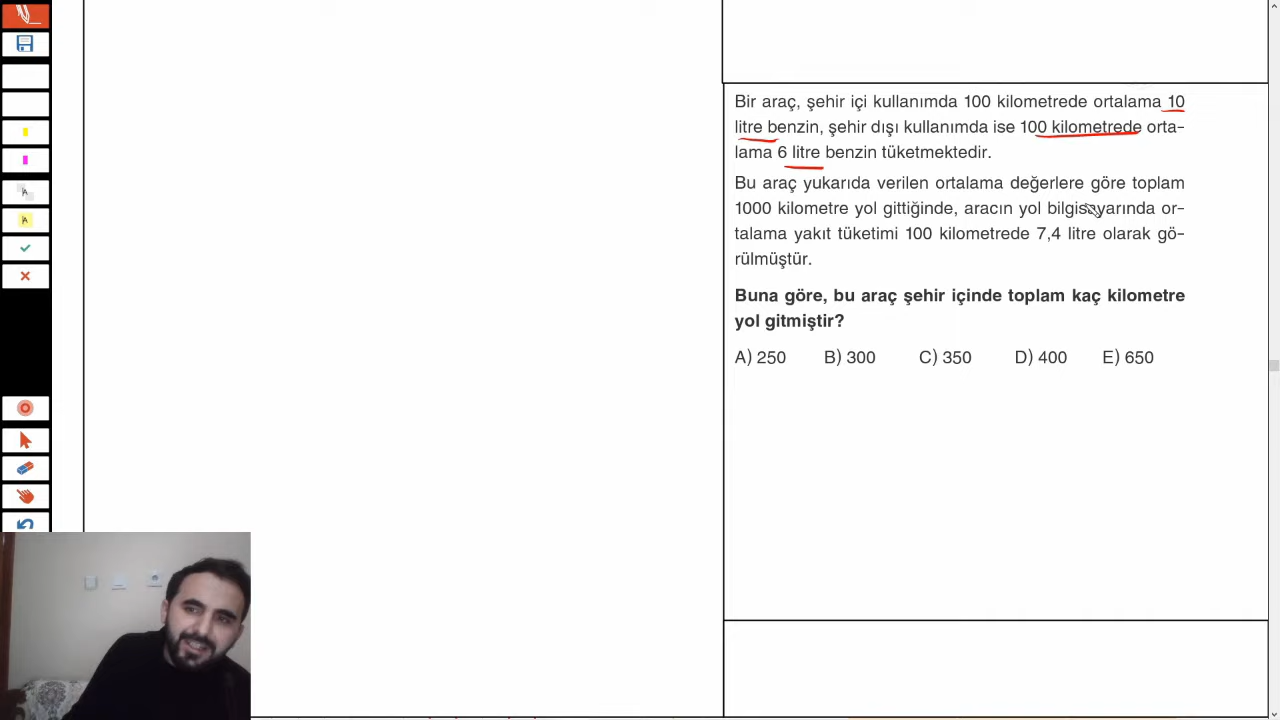 Bir araç, şehir içi kullanımda 100 kilometrede ortalama 10
litre benzin, şehir dışı kullanımda ise 100 kilometrede orta-
lama 6 litre benzin tüketmektedir.
Bu araç yukarıda verilen ortalama değerlere göre toplam
1000 kilometre yol gittiğinde, aracın yol bilgisayarında or-
talama yakıt tüketimi 100 kilometrede 7,4 litre olarak gö-
rülmüştür.
Buna göre, bu araç şehir içinde toplam kaç kilometre
yol gitmiştir?
A) 250 B) 300 C) 350 D) 400 E) 650